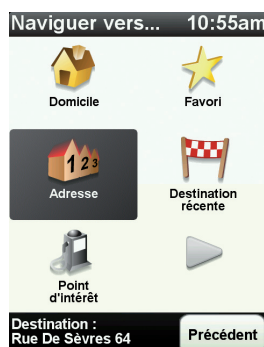 Naviguer vers... 10:55am
Domicile Favori
123
Adresse Destination
récente
Point
d'intérêt
Destination :
Rue De Sèvres 64 Précédent